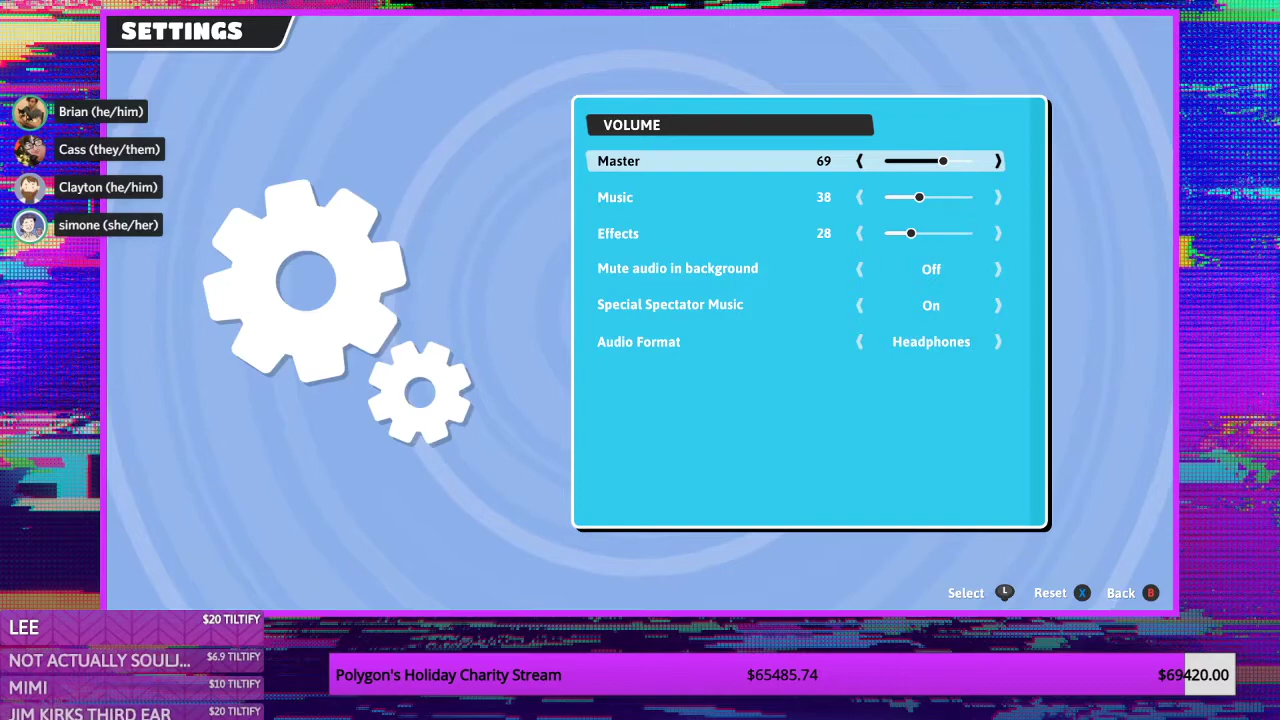 SETTINGS
Brian (he/him)
Cass (they/them)
Clayton (he/him)
simone (she/her)
VOLUME
Master 69
Music 38
Effects 28
Mute audio in background Off
Special Spectator Music On
Audio Format Headphones
Select L Reset X Back B
LEE $20 TILTIFY
NOT ACTUALLY SOULJ... $6.9 TILTIFY
MIMI $10 TILTIFY
JIM KIRKS THIRD EAR $20 TILTIFY
Polygon's Holiday Charity Stream $65485.74 $69420.00